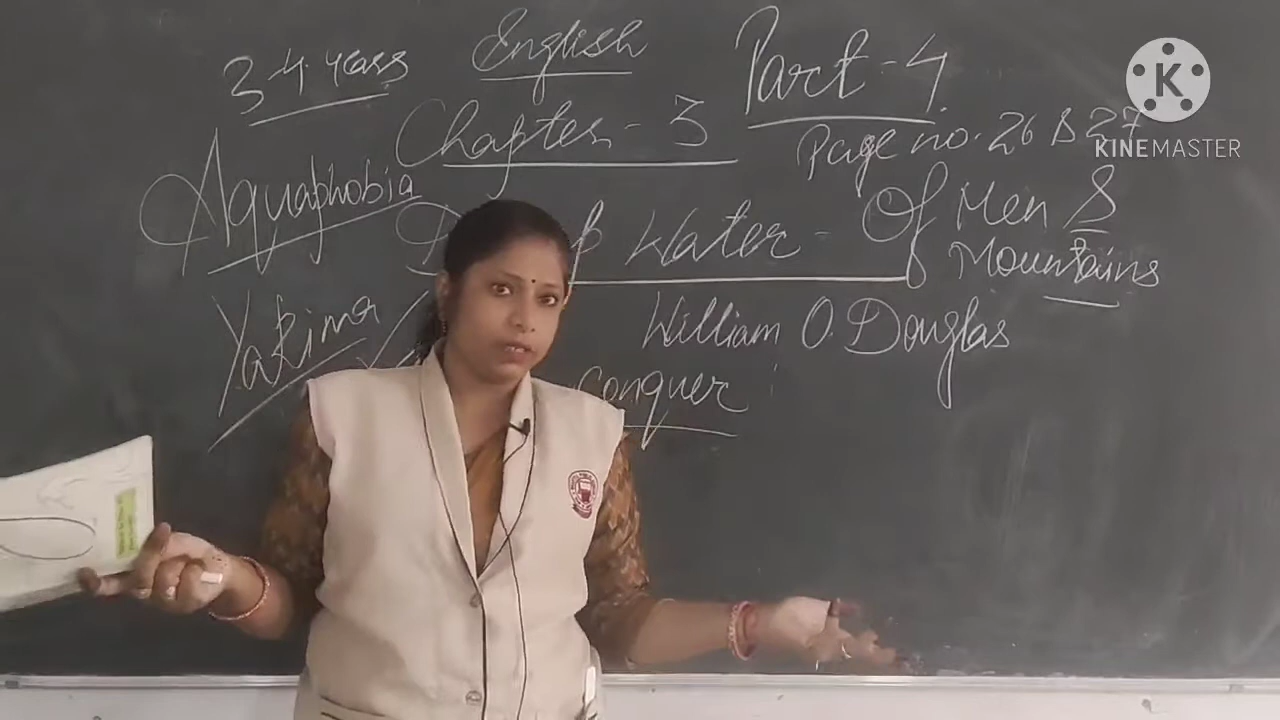 3-4 years
English
Part-4
Chapter-3
Page no. 26 & 27
Aquaphobia
Water - Of Men &
Mountains
Yakima
William O. Douglas
Conquer
KINEMASTER